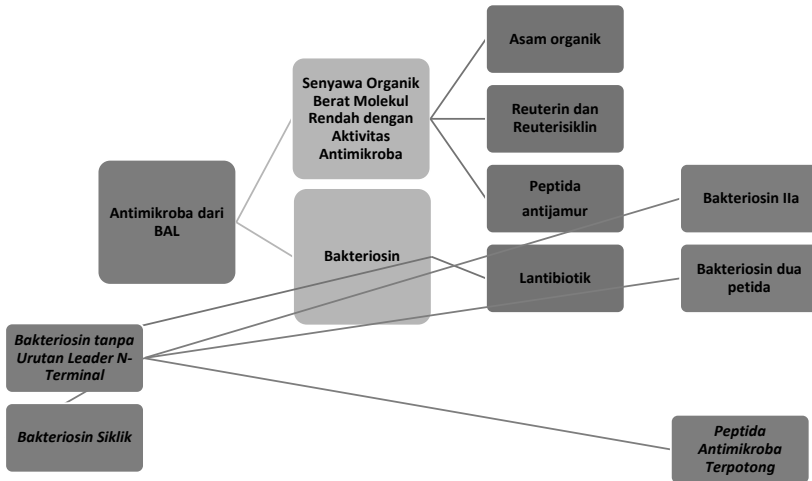 Asam organik
Senyawa Organik
Berat Molekul
Rendah dengan
Aktivitas
Antimikroba
Reuterin dan
Reuterisiklin
Peptida
antijamur
Antimikroba dari
BAL
Bakteriosin IIa
Bakteriosin
Lantibiotik
Bakteriosin dua
petida
Bakteriosin tanpa
Urutan Leader N-
Terminal
Bakteriosin Siklik
Peptida
Antimikroba
Terpotong